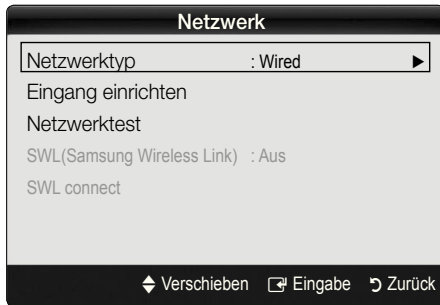 Netzwerk
Netzwerktyp : Wired
Eingang einrichten
Netzwerktest
SWL(Samsung Wireless Link) : Aus
SWL connect
Verschieben Eingabe Zurück